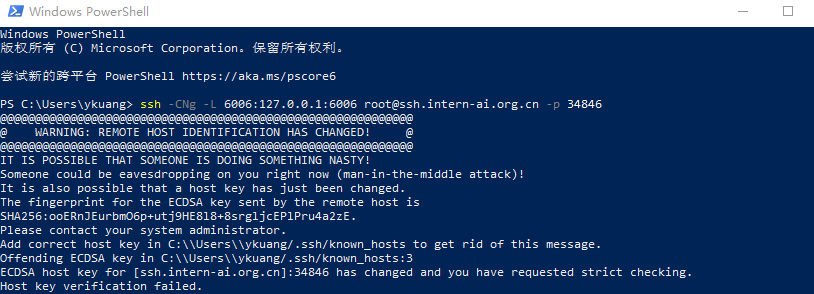 Windows PowerShell
Windows PowerShell
版权所有 (C) Microsoft Corporation。保留所有权利。
尝试新的跨平台 PowerShell https://aka.ms/pscore6
PS C:\Users\ykuang> ssh -CNg -L 6006:127.0.0.1:6006 root@ssh.intern-ai.org.cn -p 34846
@@@@@@@@@@@@@@@@@@@@@@@@@@@@@@@@@@@@@@@@@@@@@@@@@@@@@@@@@@@
@    WARNING: REMOTE HOST IDENTIFICATION HAS CHANGED!     @
@@@@@@@@@@@@@@@@@@@@@@@@@@@@@@@@@@@@@@@@@@@@@@@@@@@@@@@@@@@
IT IS POSSIBLE THAT SOMEONE IS DOING SOMETHING NASTY!
Someone could be eavesdropping on you right now (man-in-the-middle attack)!
It is also possible that a host key has just been changed.
The fingerprint for the ECDSA key sent by the remote host is
SHA256:ooERnJEurbmO6p+utj9HE8l8+8srgljcEPlPru4a2zE.
Please contact your system administrator.
Add correct host key in C:\\Users\\ykuang/.ssh/known_hosts to get rid of this message.
Offending ECDSA key in C:\\Users\\ykuang/.ssh/known_hosts:3
ECDSA host key for [ssh.intern-ai.org.cn]:34846 has changed and you have requested strict checking.
Host key verification failed.